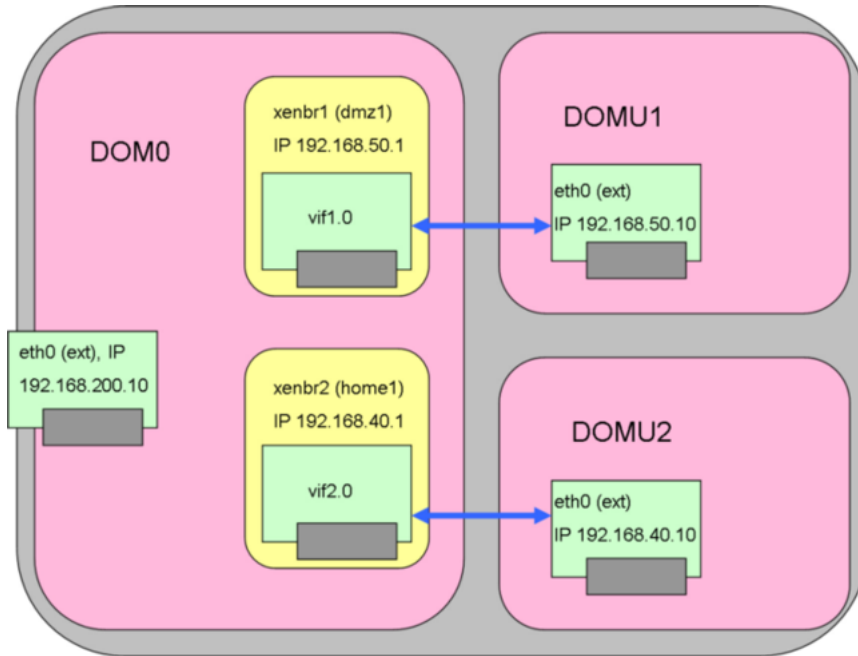 DOM0
xenbr1 (dmz1)
IP 192.168.50.1
vif1.0
eth0 (ext), IP
192.168.200.10
xenbr2 (home1)
IP 192.168.40.1
vif2.0
DOMU1
eth0 (ext)
IP 192.168.50.10
DOMU2
eth0 (ext)
IP 192.168.40.10